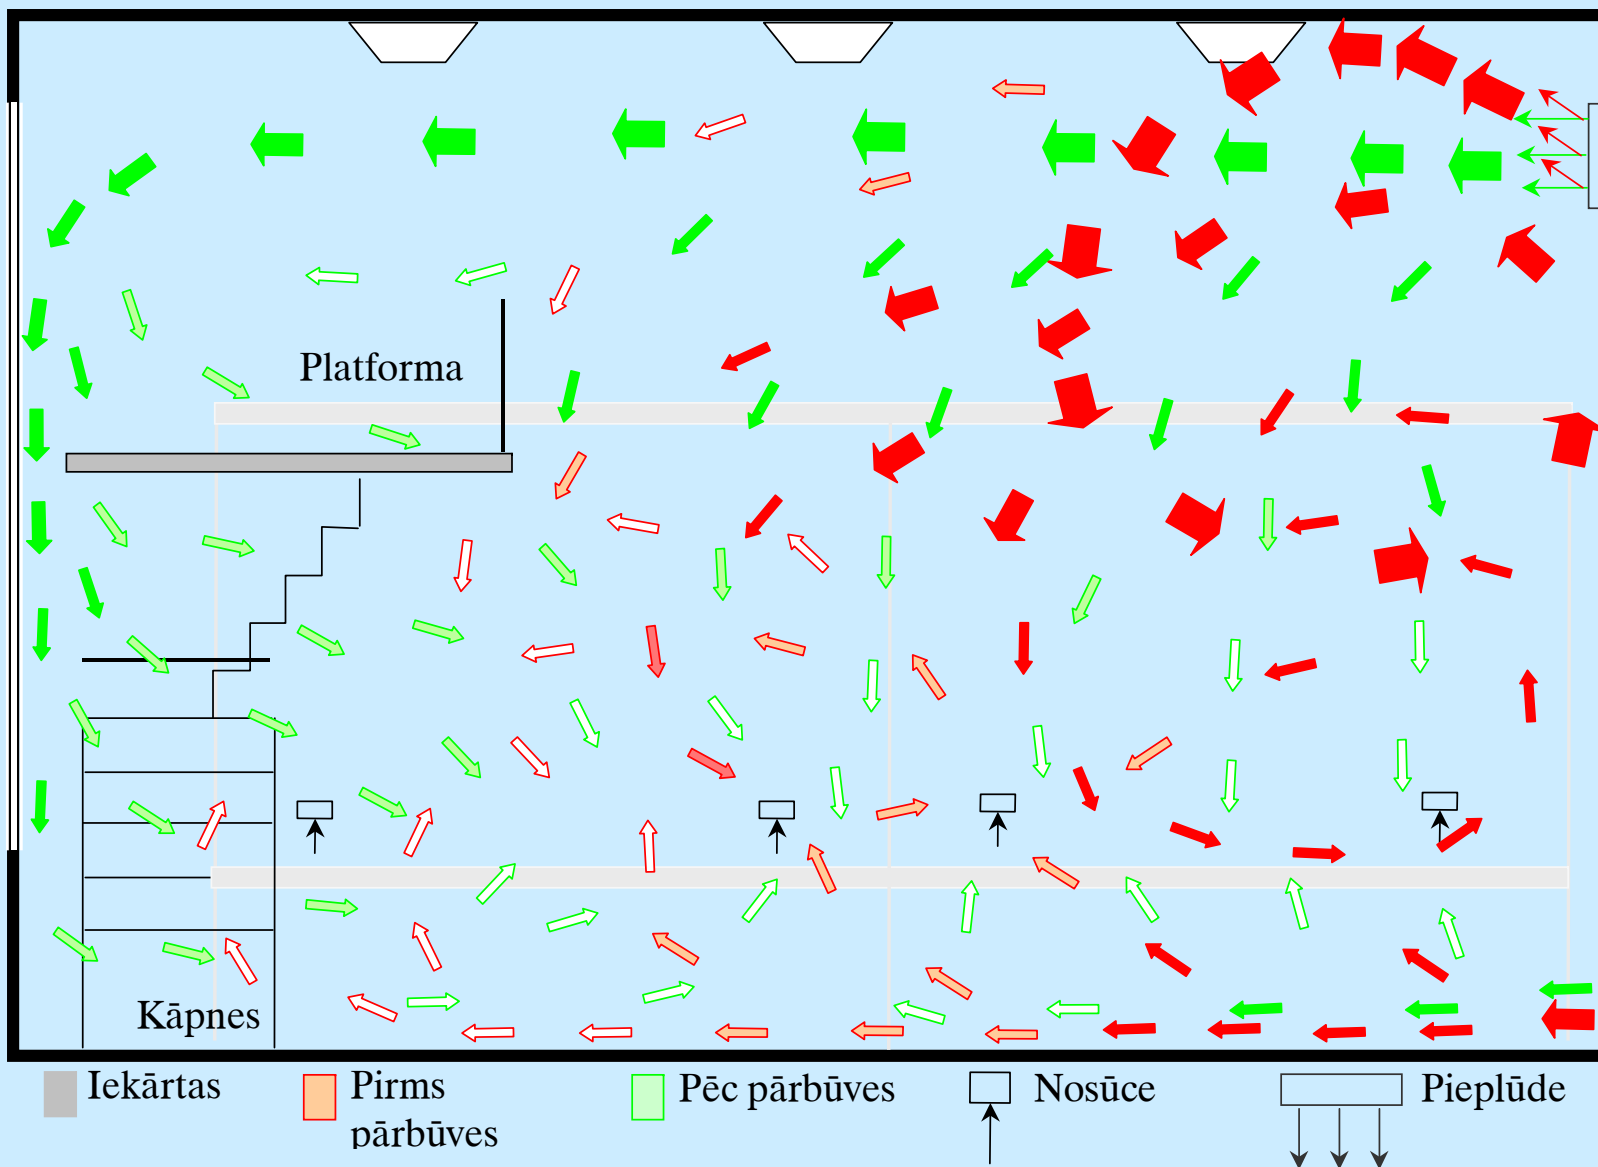 Platforma
Kāpnes
Iekārtas
Pirms
pārbūves
Pēc pārbūves
Nosūce
Pieplūde